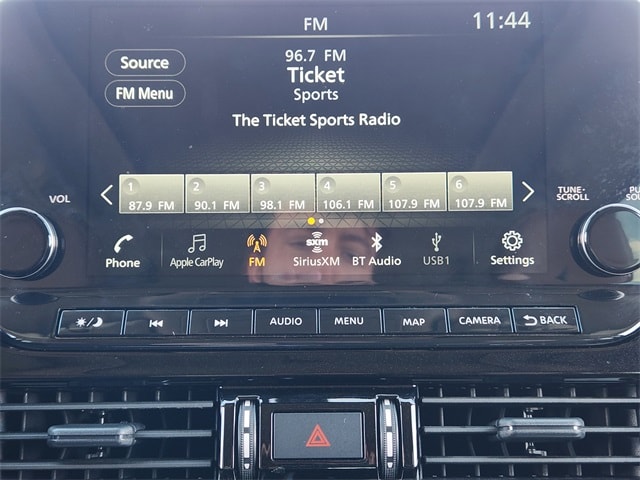 FM
11:44
Source
FM Menu
96.7 FM
Ticket
Sports
The Ticket Sports Radio
VOL
TUNE·
SCROLL
1
87.9 FM
2
90.1 FM
3
98.1 FM
4
106.1 FM
5
107.9 FM
6
107.9 FM
Phone
Apple CarPlay
FM
sxm
SiriusXM
BT Audio
USB1
Settings
AUDIO
MENU
MAP
CAMERA
BACK